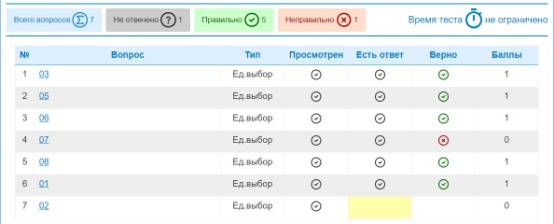 Всего вопросов Σ 7 Не отвечено ? 1 Правильно 5 Неправильно 1 Время теста не ограничено
№ Вопрос Тип Просмотрен Есть ответ Верно Баллы
1 03 Ед.выбор 1
2 05 Ед.выбор 1
3 06 Ед.выбор 1
4 07 Ед.выбор 0
5 08 Ед.выбор 1
6 01 Ед.выбор 1
7 02 Ед.выбор 0